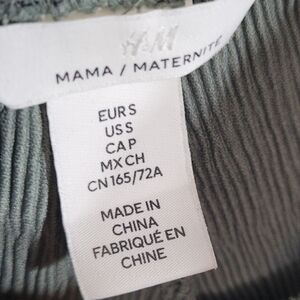 H&M
MAMA / MATERNITÉ
EUR S
US S
CA P
MX CH
CN 165/72A
MADE IN
CHINA
FABRIQUÉ EN
CHINE